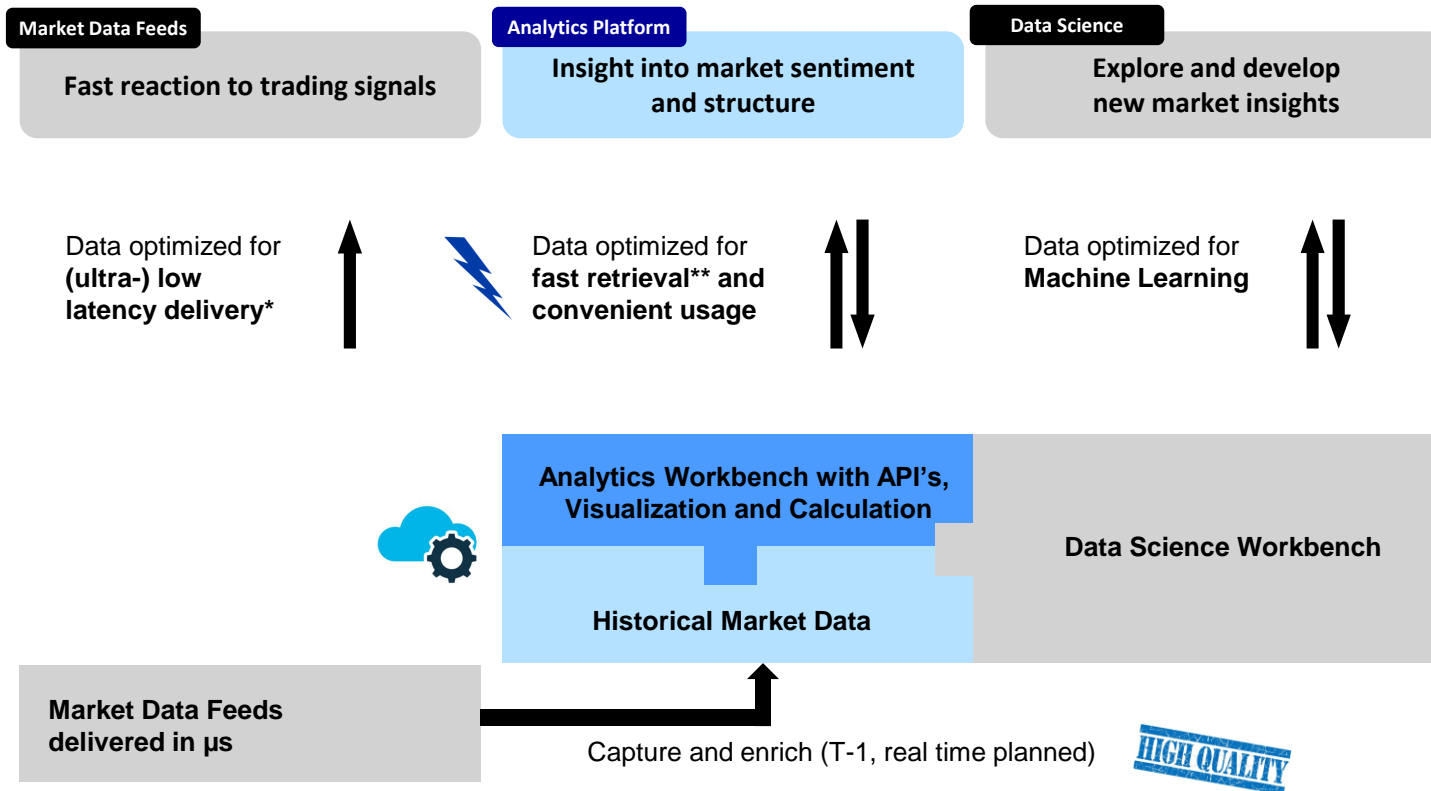 Market Data Feeds
Fast reaction to trading signals
Analytics Platform
Insight into market sentiment
and structure
Data Science
Explore and develop
new market insights
Data optimized for
(ultra-) low
latency delivery*
Data optimized for
fast retrieval** and
convenient usage
Data optimized for
Machine Learning
Analytics Workbench with API's,
Visualization and Calculation
Data Science Workbench
Historical Market Data
Market Data Feeds
delivered in µs
Capture and enrich (T-1, real time planned)
HIGH QUALITY